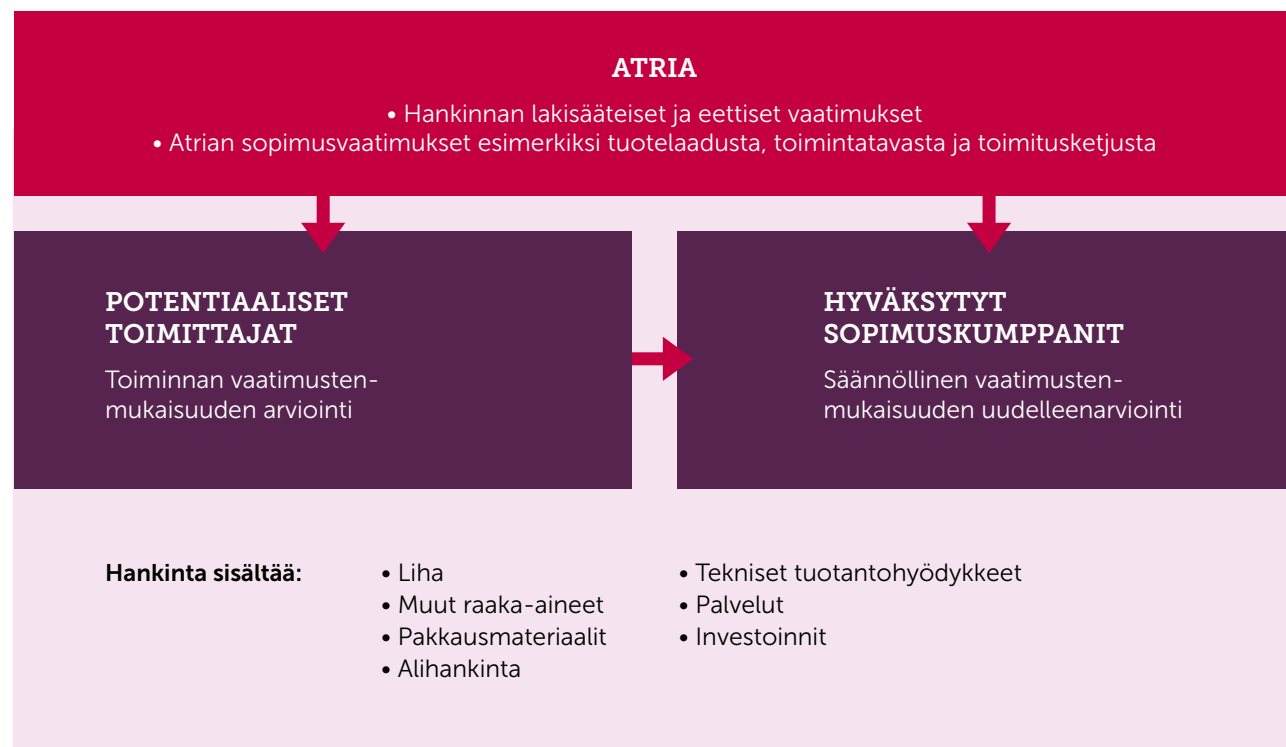 ATRIA
• Hankinnan lakisääteiset ja eettiset vaatimukset
• Atrian sopimusvaatimukset esimerkiksi tuotelaadusta, toimintatavasta ja toimitusketjusta
POTENTIAALISET
TOIMITTAJAT
Toiminnan vaatimusten-
mukaisuuden arviointi
HYVÄKSYTYT
SOPIMUSKUMPPANIT
Säännöllinen vaatimusten-
mukaisuuden uudelleenarviointi
Hankinta sisältää:
• Liha
• Muut raaka-aineet
• Pakkausmateriaalit
• Alihankinta
• Tekniset tuotantohyödykkeet
• Palvelut
• Investoinnit